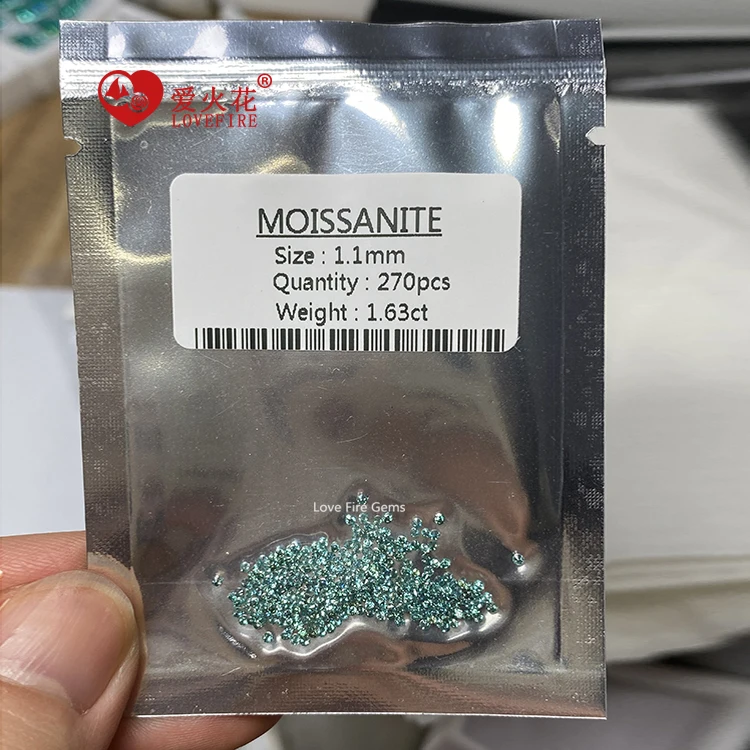 爱火花®
LOVEFIRE
MOISSANITE
Size : 1.1mm
Quantity : 270pcs
Weight : 1.63ct
Love Fire Gems